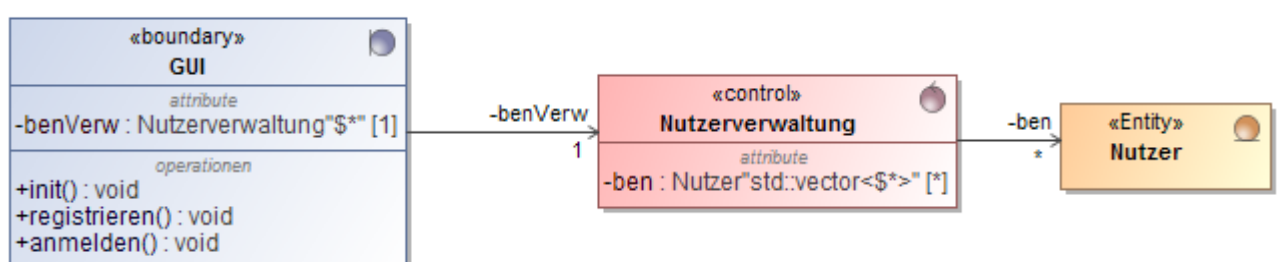 «boundary»
GUI
attribute
-benVerw : Nutzerverwaltung"$*" [1]
operationen
+init() : void
+registrieren() : void
+anmelden() : void
-benVerw
1
«control»
Nutzerverwaltung
attribute
-ben : Nutzer"std::vector<$*>" [*]
-ben
*
«Entity»
Nutzer